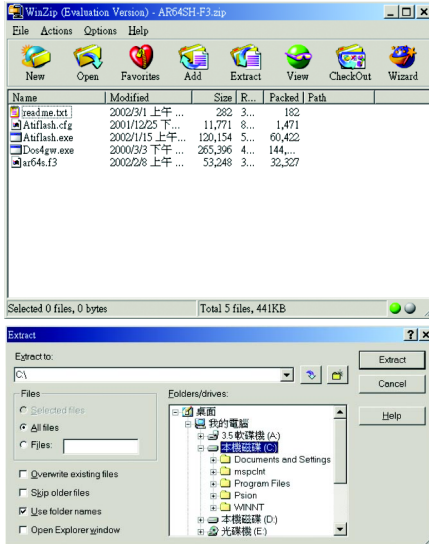 WinZip (Evaluation Version) - AR64SH-F3.zip
File Actions Options Help
New Open Favorites Add Extract View CheckOut Wizard
Name Modified Size R... Packed Path
readme.txt 2002/3/1 上午 ... 282 3... 182
Atiflash.cfg 2001/12/25 下... 11,771 8... 1,471
Atiflash.exe 2002/1/15 上午 ... 120,154 5... 60,422
Dos4gw.exe 2000/3/3 下午 ... 265,396 4... 144,...
ar64s.f3 2002/2/8 上午 ... 53,248 3... 32,327
Selected 0 files, 0 bytes Total 5 files, 441KB
Extract
Extract to:
C:\
Extract
Cancel
Help
Files
Selected files
All files
Files:
Overwrite existing files
Skip older files
Use folder names
Open Explorer window
Folders/drives:
桌面
我的電腦
3.5 軟碟機 (A:)
本機磁碟 (C:)
Documents and Settings
mspclnt
Program Files
Psion
WINNT
本機磁碟 (D:)
光碟機 (E:)